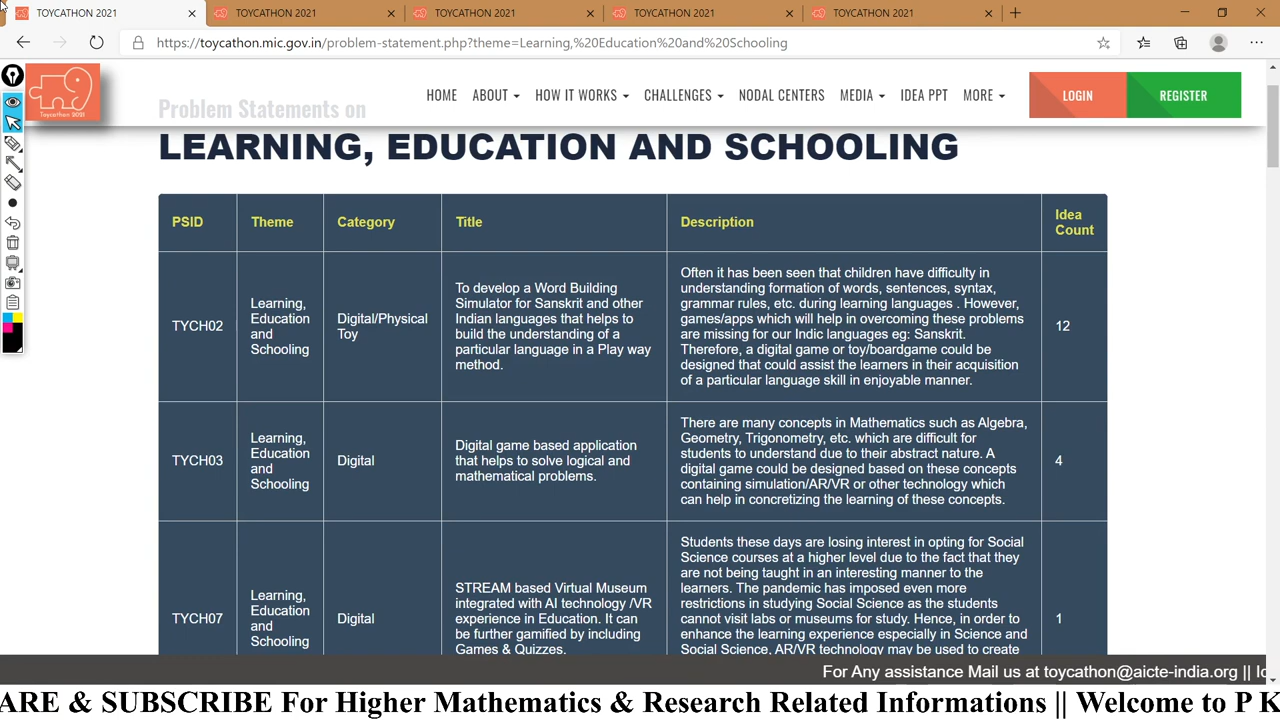 TOYCATHON 2021
TOYCATHON 2021
TOYCATHON 2021
TOYCATHON 2021
TOYCATHON 2021
https://toycathon.mic.gov.in/problem-statement.php?theme=Learning,%20Education%20and%20Schooling
Toycathon 2021
HOME ABOUT HOW IT WORKS CHALLENGES NODAL CENTERS MEDIA IDEA PPT MORE LOGIN REGISTER
Problem Statements on
LEARNING, EDUCATION AND SCHOOLING
PSID
Theme
Category
Title
Description
Idea
Count
TYCH02
Learning,
Education
and
Schooling
Digital/Physical
Toy
To develop a Word Building
Simulator for Sanskrit and other
Indian languages that helps to
build the understanding of a
particular language in a Play way
method.
Often it has been seen that children have difficulty in
understanding formation of words, sentences, syntax,
grammar rules, etc. during learning languages . However,
games/apps which will help in overcoming these problems
are missing for our Indic languages eg: Sanskrit.
Therefore, a digital game or toy/boardgame could be
designed that could assist the learners in their acquisition
of a particular language skill in enjoyable manner.
12
TYCH03
Learning,
Education
and
Schooling
Digital
Digital game based application
that helps to solve logical and
mathematical problems.
There are many concepts in Mathematics such as Algebra,
Geometry, Trigonometry, etc. which are difficult for
students to understand due to their abstract nature. A
digital game could be designed based on these concepts
containing simulation/AR/VR or other technology which
can help in concretizing the learning of these concepts.
4
TYCH07
Learning,
Education
and
Schooling
Digital
STREAM based Virtual Museum
integrated with AI technology /VR
experience in Education. It can
be further gamified by including
Games & Quizzes.
Students these days are losing interest in opting for Social
Science courses at a higher level due to the fact that they
are not being taught in an interesting manner to the
learners. The pandemic has imposed even more
restrictions in studying Social Science as the students
cannot visit labs or museums for study. Hence, in order to
enhance the learning experience especially in Science and
Social Science, AR/VR technology may be used to create
1
For Any assistance Mail us at toycathon@aicte-india.org ||
ARE & SUBSCRIBE For Higher Mathematics & Research Related Informations || Welcome to P K